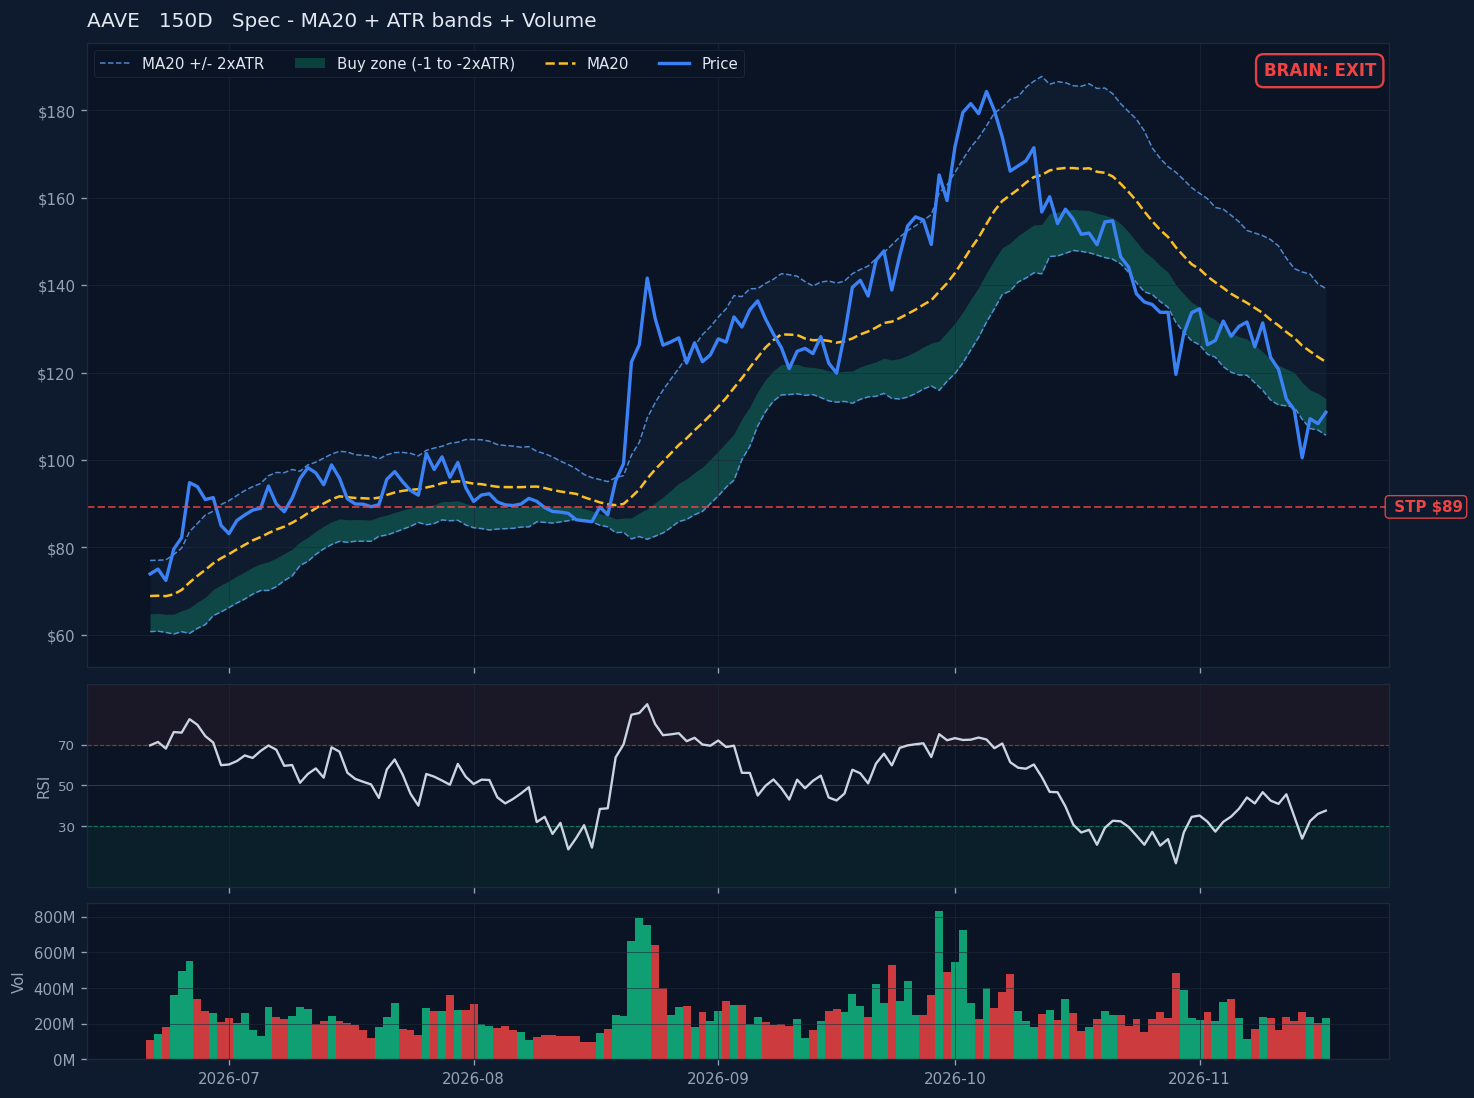 AAVE   150D   Spec - MA20 + ATR bands + Volume
MA20 +/- 2xATR
Buy zone (-1 to -2xATR)
MA20
Price
BRAIN: EXIT
$180
$160
$140
$120
$100
$80
$60
STP $89
RSI
70
50
30
Vol
800M
600M
400M
200M
0M
2026-07
2026-08
2026-09
2026-10
2026-11